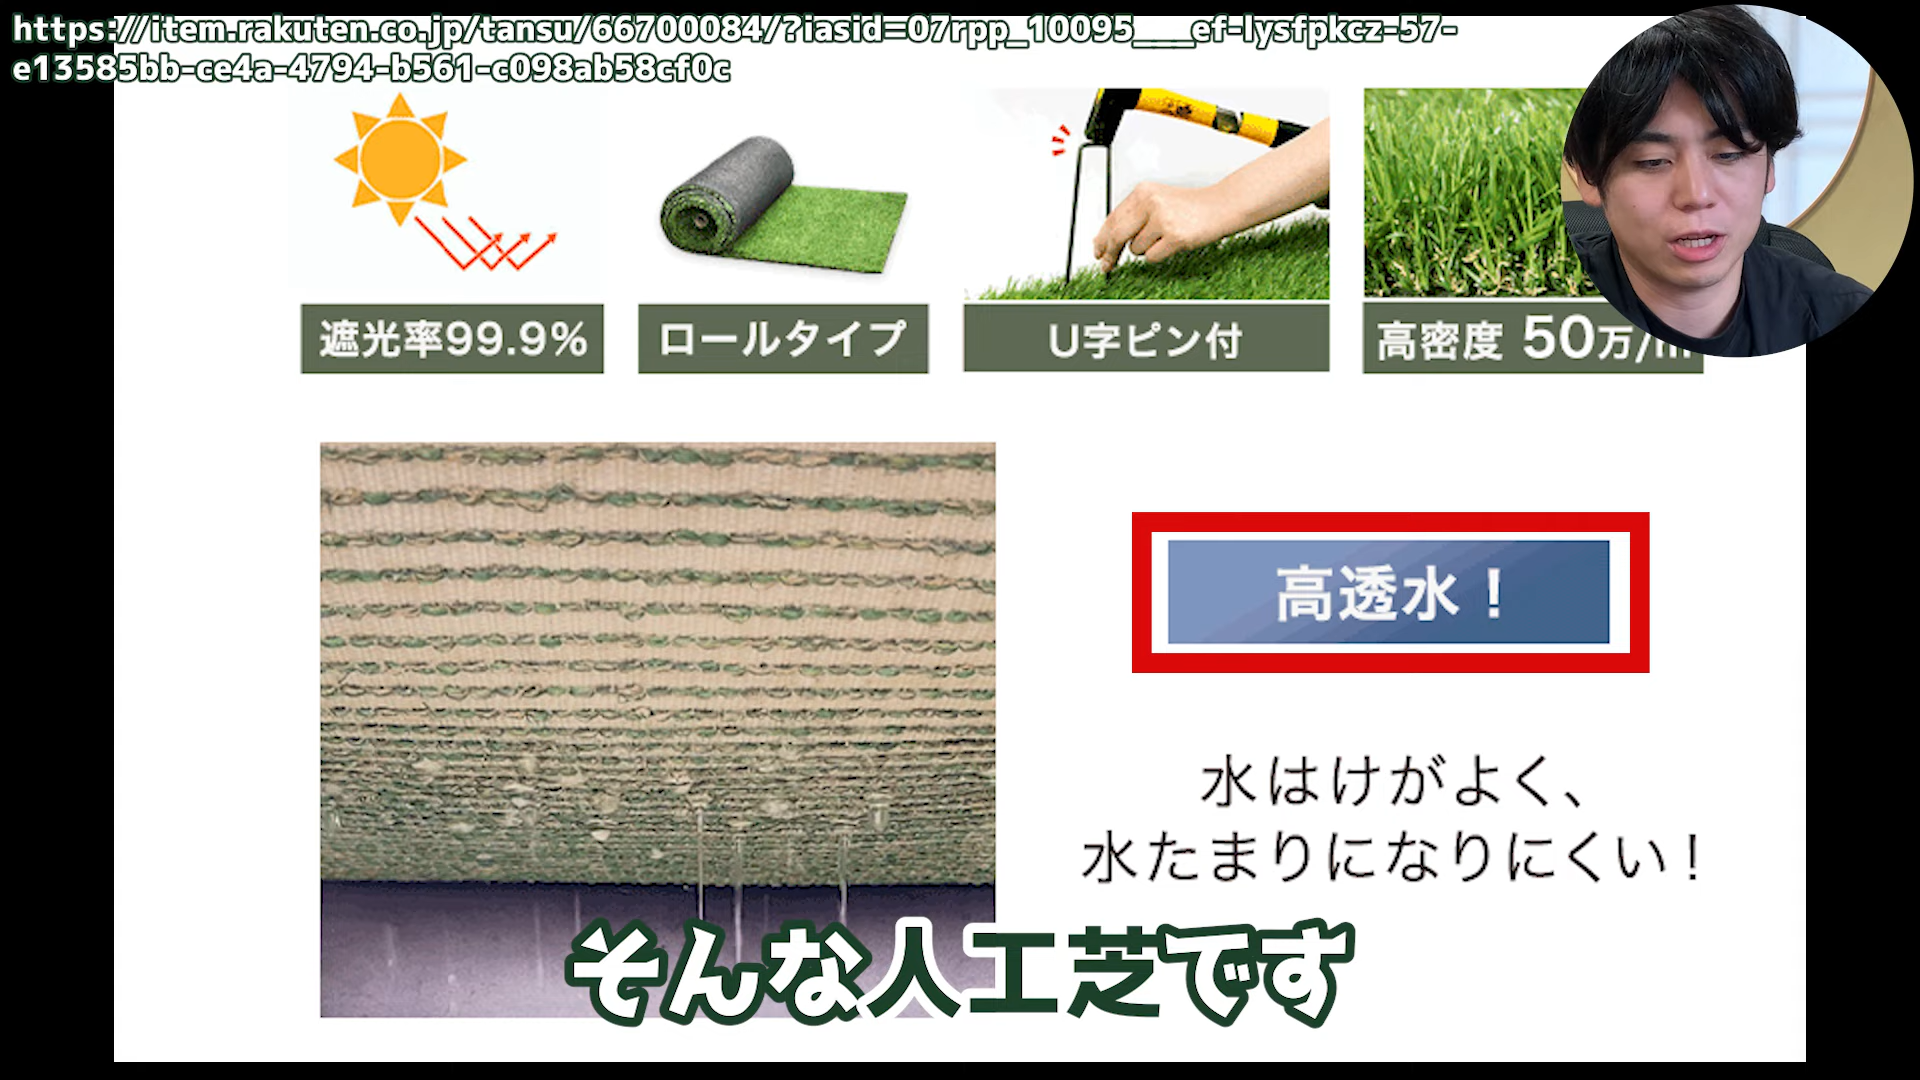 https://item.rakuten.co.jp/tansu/66700084/?iasid=07rpp_10095___ef-lysfpkcz-57-
e13585bb-ce4a-4794-b561-c098ab58cf0c
遮光率99.9%
ロールタイプ
U字ピン付
高密度 50万/㎡
高透水！
水はけがよく、
水たまりになりにくい！
そんな人工芝です